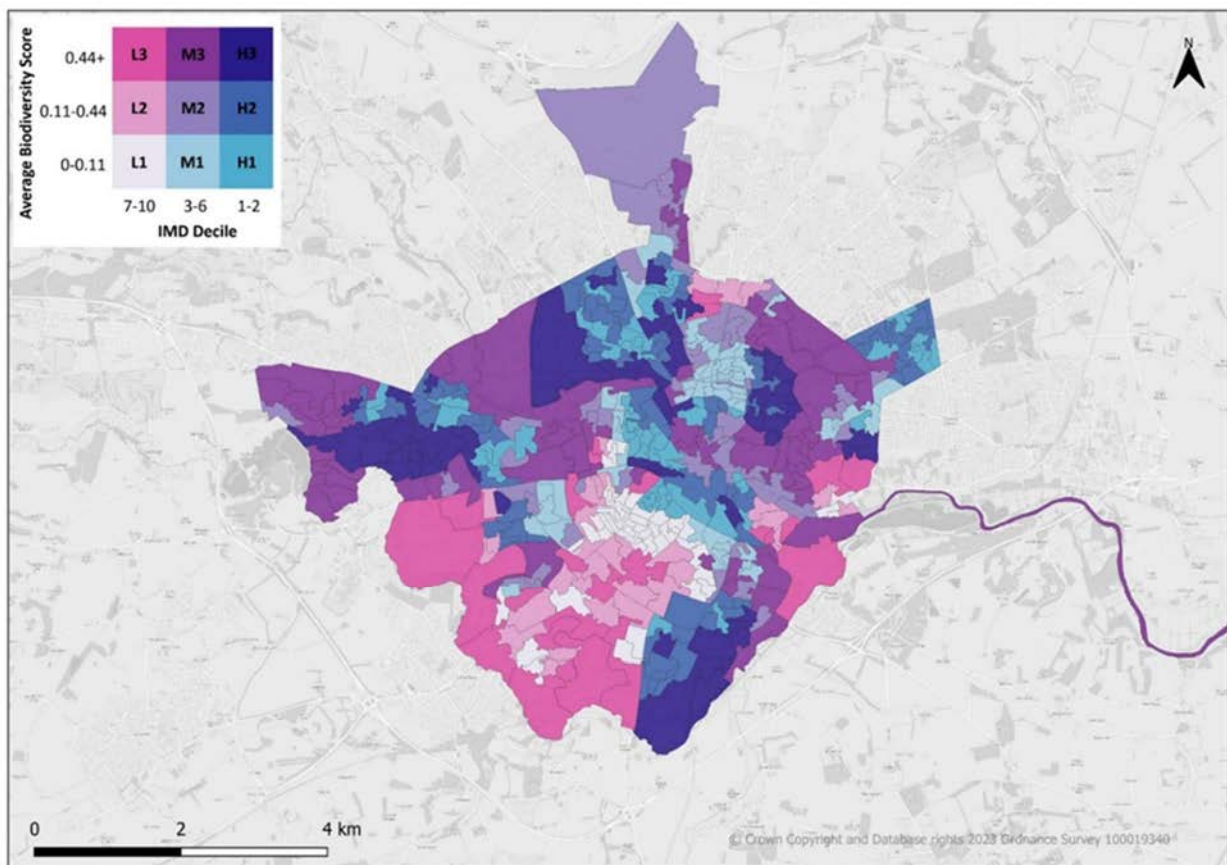 Average Biodiversity Score
0.44+
L3 M3 H3
0.11-0.44
L2 M2 H2
0-0.11
L1 M1 H1
7-10 3-6 1-2
IMD Decile
N
0 2 4 km
© Crown Copyright and Database rights 2023 Ordnance Survey 100019340